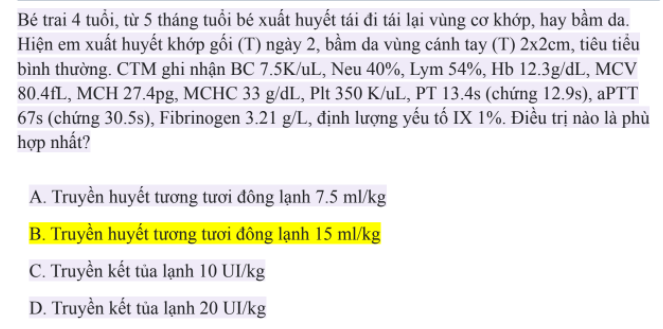 Bé trai 4 tuổi, từ 5 tháng tuổi bé xuất huyết tái đi tái lại vùng cơ khớp, hay bầm da.
Hiện em xuất huyết khớp gối (T) ngày 2, bầm da vùng cánh tay (T) 2x2cm, tiêu tiểu
bình thường. CTM ghi nhận BC 7.5K/uL, Neu 40%, Lym 54%, Hb 12.3g/dL, MCV
80.4fL, MCH 27.4pg, MCHC 33 g/dL, Plt 350 K/uL, PT 13.4s (chứng 12.9s), aPTT
67s (chứng 30.5s), Fibrinogen 3.21 g/L, định lượng yếu tố IX 1%. Điều trị nào là phù
hợp nhất?
A. Truyền huyết tương tươi đông lạnh 7.5 ml/kg
B. Truyền huyết tương tươi đông lạnh 15 ml/kg
C. Truyền kết tủa lạnh 10 UI/kg
D. Truyền kết tủa lạnh 20 UI/kg